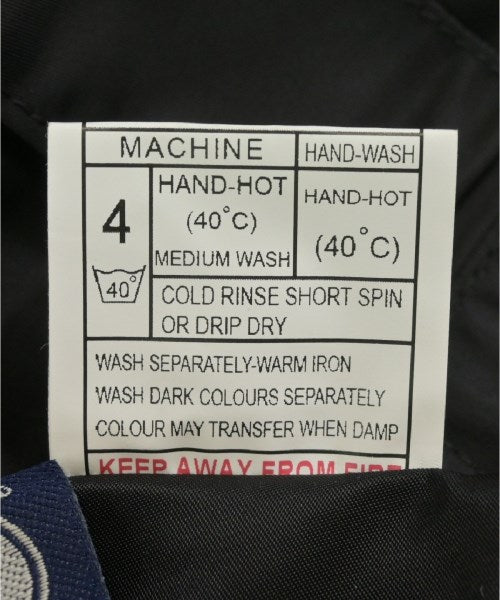 MACHINE
HAND-WASH
4
40°
HAND-HOT
(40°C)
MEDIUM WASH
HAND-HOT
(40°C)
COLD RINSE SHORT SPIN
OR DRIP DRY
WASH SEPARATELY-WARM IRON
WASH DARK COLOURS SEPARATELY
COLOUR MAY TRANSFER WHEN DAMP
KEEP AWAY FROM FIRE